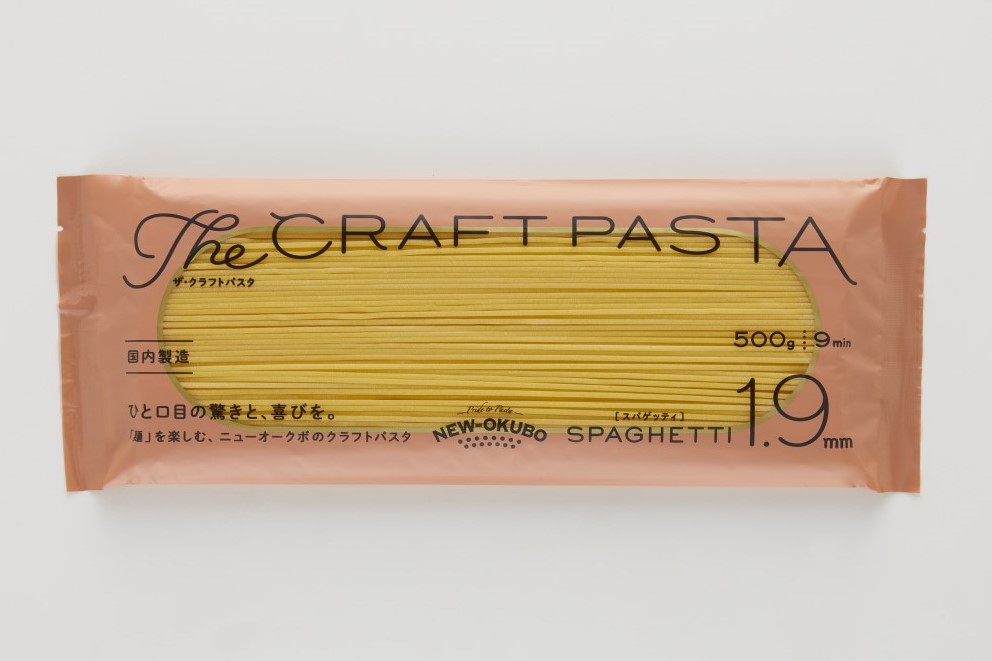 The CRAFT PASTA
ザ・クラフトパスタ
国内製造
500g 9min
ひと口目の驚きと、喜びを。
「麺」を楽しむ、ニューオークボのクラフトパスタ
Pride to Pasta
NEW-OKUBO
[スパゲッティ]
SPAGHETTI 1.9mm